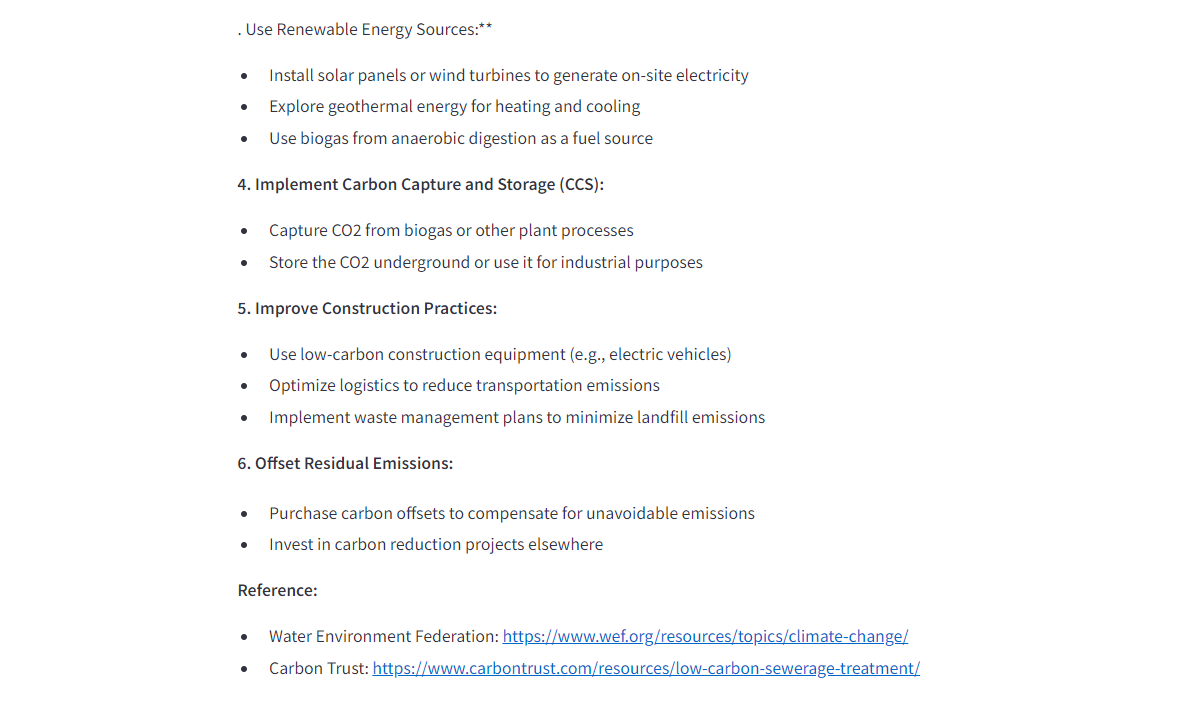 . Use Renewable Energy Sources:**
• Install solar panels or wind turbines to generate on-site electricity
• Explore geothermal energy for heating and cooling
• Use biogas from anaerobic digestion as a fuel source
4. Implement Carbon Capture and Storage (CCS):
• Capture CO2 from biogas or other plant processes
• Store the CO2 underground or use it for industrial purposes
5. Improve Construction Practices:
• Use low-carbon construction equipment (e.g., electric vehicles)
• Optimize logistics to reduce transportation emissions
• Implement waste management plans to minimize landfill emissions
6. Offset Residual Emissions:
• Purchase carbon offsets to compensate for unavoidable emissions
• Invest in carbon reduction projects elsewhere
Reference:
• Water Environment Federation: https://www.wef.org/resources/topics/climate-change/
• Carbon Trust: https://www.carbontrust.com/resources/low-carbon-sewerage-treatment/